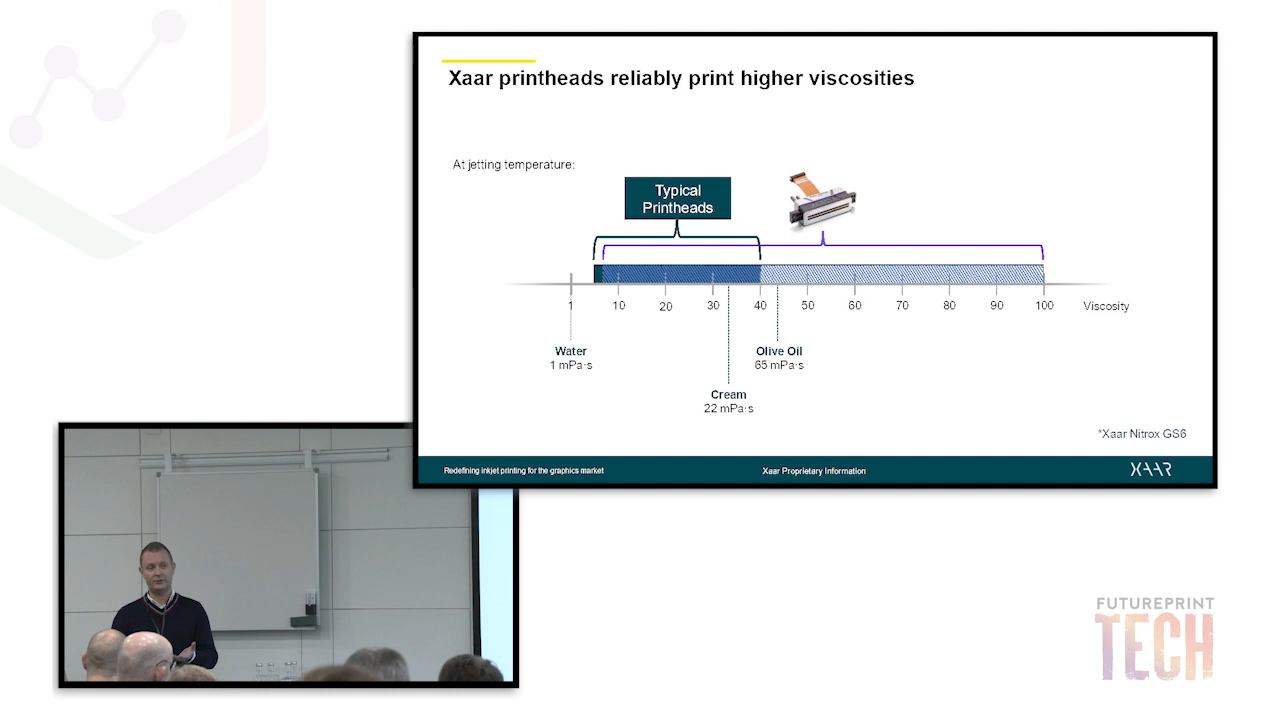 Xaar printheads reliably print higher viscosities
At jetting temperature:
Typical
Printheads
1 10 20 30 40 50 60 70 80 90 100 Viscosity
Water
1 mPa·s
Olive Oil
65 mPa·s
Cream
22 mPa·s
*Xaar Nitrox GS6
Redefining inkjet printing for the graphics market
Xaar Proprietary Information
XAAR
FUTUREPRINT
TECH